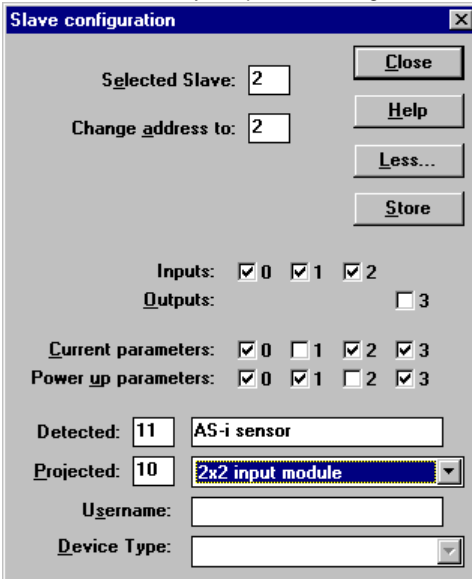 Slave configuration
Selected Slave: 2
Close
Change address to: 2
Help
Less...
Store
Inputs: 0 1 2
Outputs: 3
Current parameters: 0 1 2 3
Power up parameters: 0 1 2 3
Detected: 11 AS-i sensor
Projected: 10 2x2 input module
Username:
Device Type: